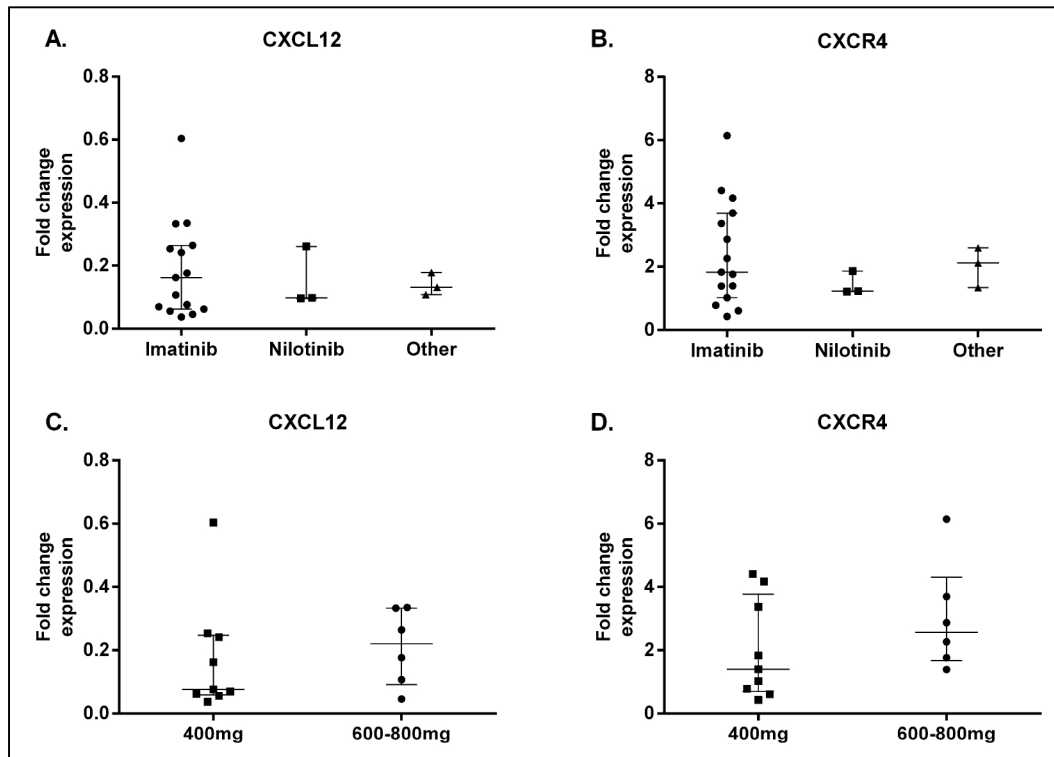 A.
CXCL12
Fold change
expression
0.8
0.6
0.4
0.2
0.0
Imatinib Nilotinib Other
B.
CXCR4
Fold change
expression
8
6
4
2
0
Imatinib Nilotinib Other
C.
CXCL12
Fold change
expression
0.8
0.6
0.4
0.2
0.0
400mg 600-800mg
D.
CXCR4
Fold change
expression
8
6
4
2
0
400mg 600-800mg